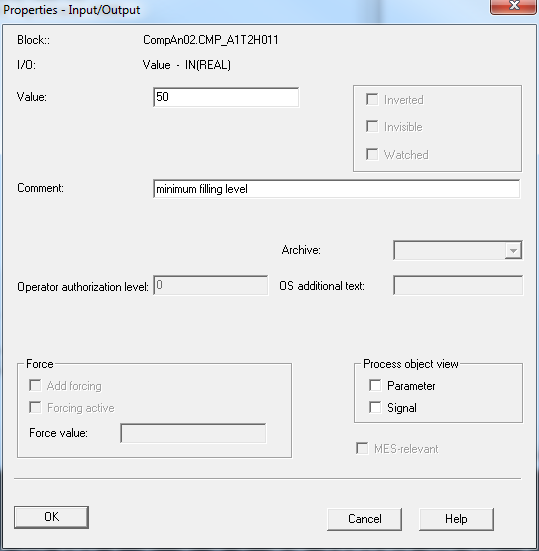 Properties - Input/Output
Block:: CompAn02.CMP_A1T2H011
I/O: Value - IN(REAL)
Value: 50
Inverted
Invisible
Watched
Comment: minimum filling level
Archive:
Operator authorization level: 0 OS additional text:
Force
Add forcing
Forcing active
Force value:
Process object view
Parameter
Signal
MES-relevant
OK Cancel Help